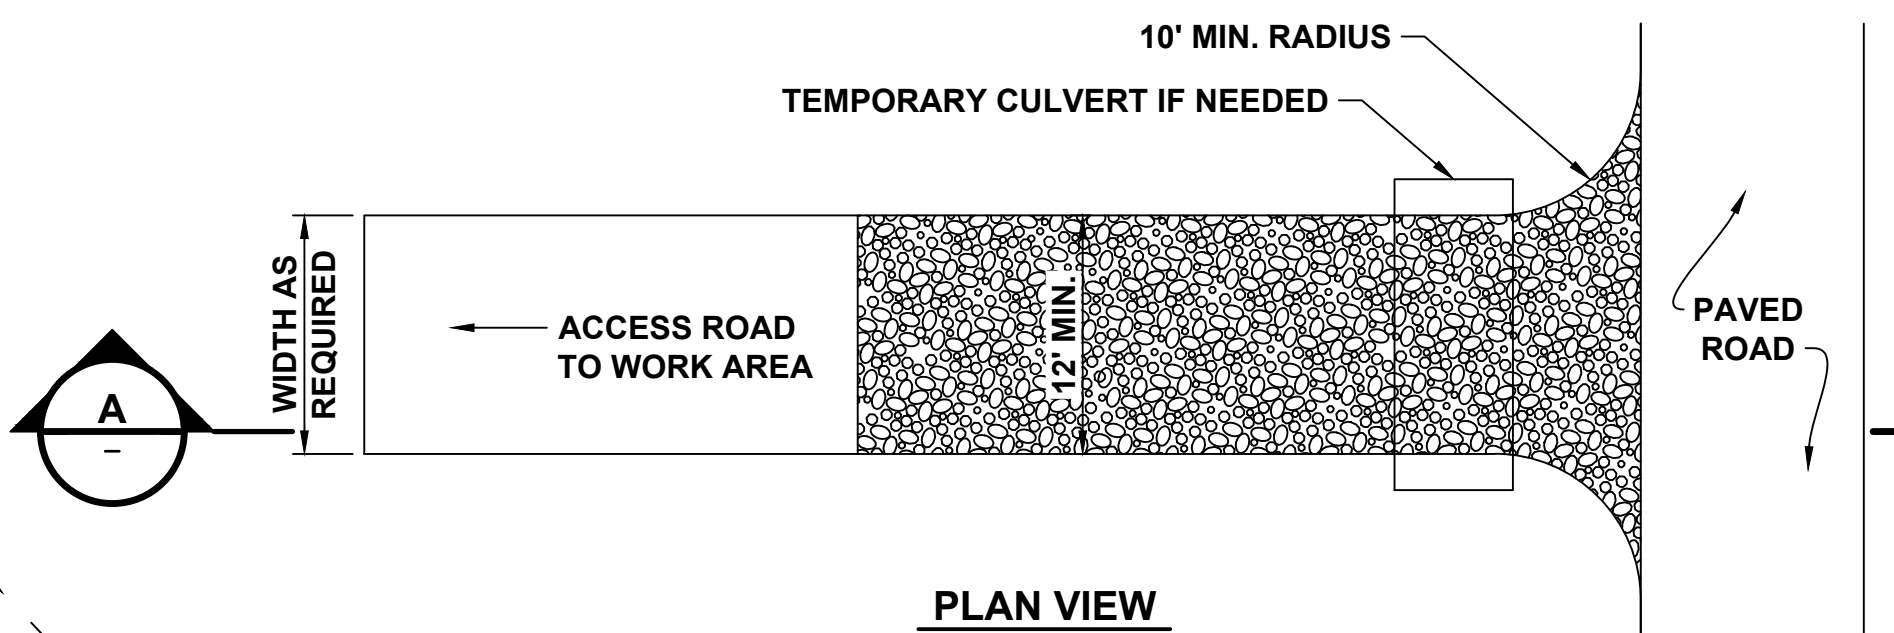 10' MIN. RADIUS
TEMPORARY CULVERT IF NEEDED
WIDTH AS
REQUIRED
ACCESS ROAD
TO WORK AREA
12' MIN.
PAVED
ROAD
A
–
PLAN VIEW